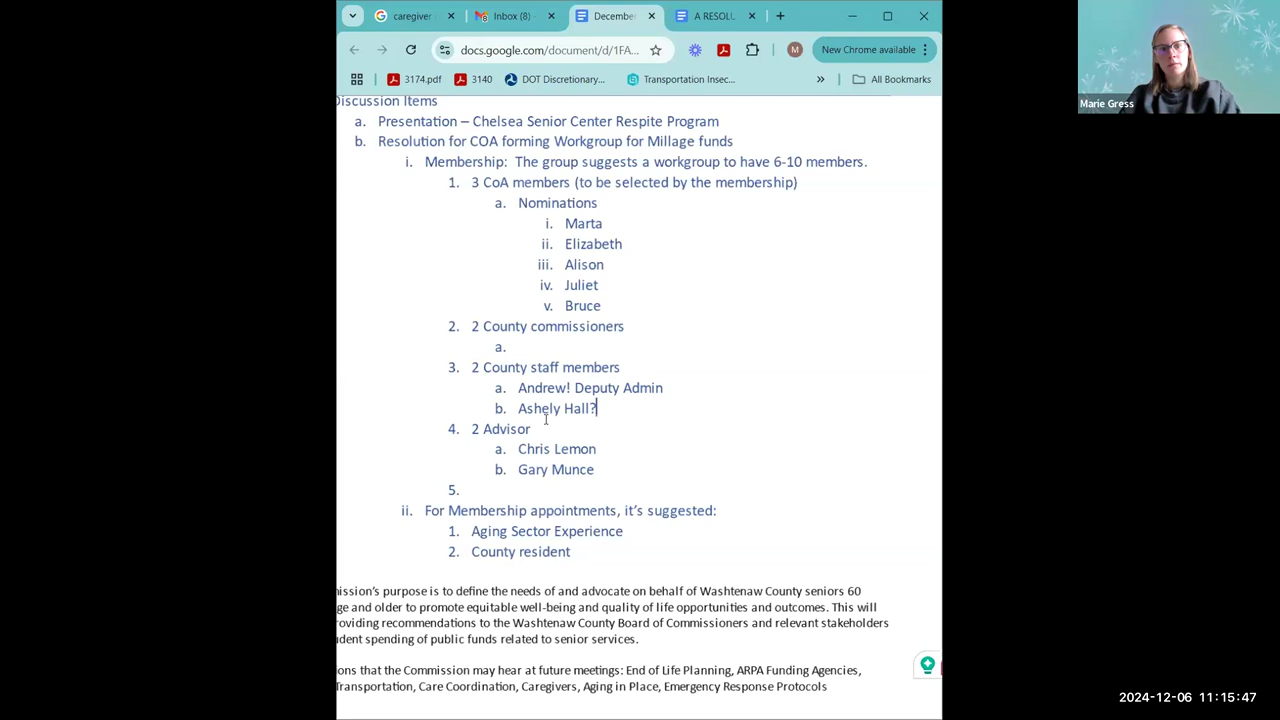 caregiver
Inbox (8)
December
A RESOLU
docs.google.com/document/d/1FA...
M
New Chrome available
3174.pdf
3140
DOT Discretionary...
Transportation Insec...
»
All Bookmarks
Discussion Items
a. Presentation – Chelsea Senior Center Respite Program
b. Resolution for COA forming Workgroup for Millage funds
i. Membership: The group suggests a workgroup to have 6-10 members.
1. 3 CoA members (to be selected by the membership)
a. Nominations
i. Marta
ii. Elizabeth
iii. Alison
iv. Juliet
v. Bruce
2. 2 County commissioners
a.
3. 2 County staff members
a. Andrew! Deputy Admin
b. Ashely Hall?
4. 2 Advisor
a. Chris Lemon
b. Gary Munce
5.
ii. For Membership appointments, it's suggested:
1. Aging Sector Experience
2. County resident
mission's purpose is to define the needs of and advocate on behalf of Washtenaw County seniors 60
ge and older to promote equitable well-being and quality of life opportunities and outcomes. This will
roviding recommendations to the Washtenaw County Board of Commissioners and relevant stakeholders
udent spending of public funds related to senior services.
ions that the Commission may hear at future meetings: End of Life Planning, ARPA Funding Agencies,
Transportation, Care Coordination, Caregivers, Aging in Place, Emergency Response Protocols
Marie Gress
2024-12-06 11:15:47